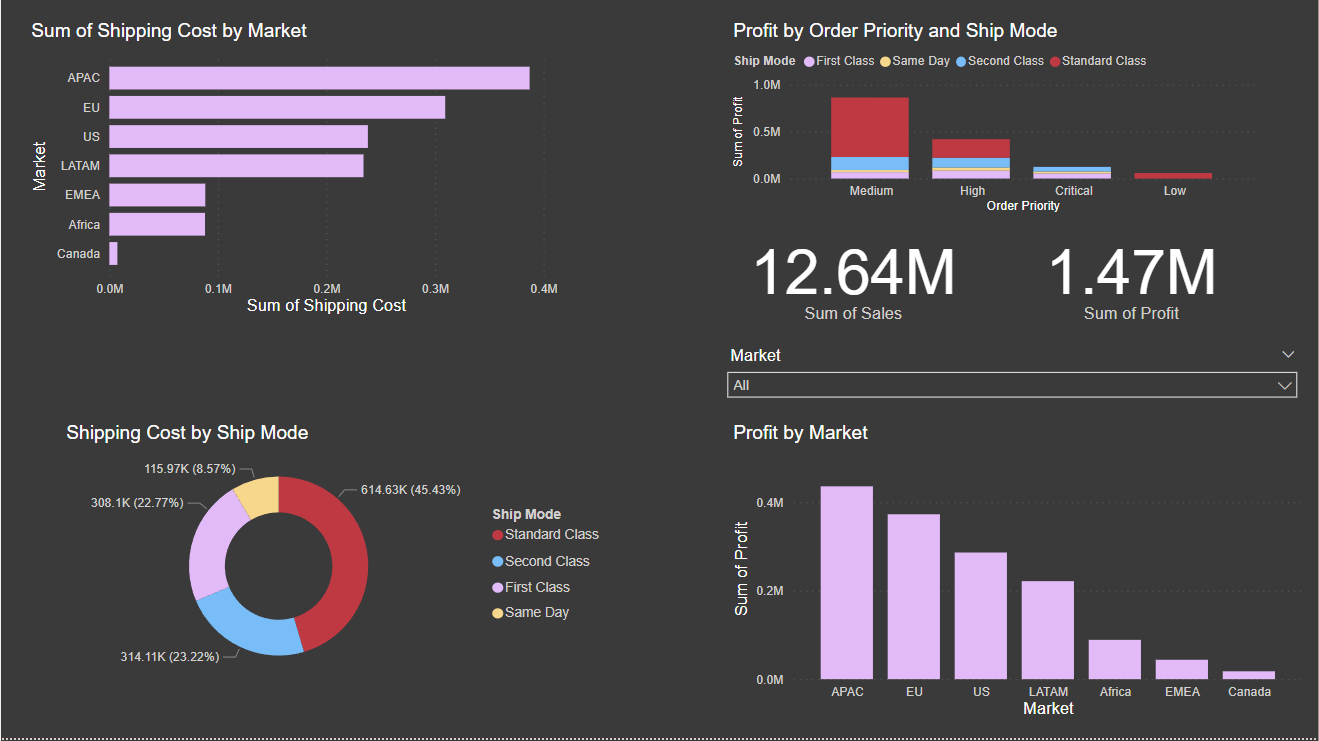 Sum of Shipping Cost by Market
Market
APAC
EU
US
LATAM
EMEA
Africa
Canada
0.0M 0.1M 0.2M 0.3M 0.4M
Sum of Shipping Cost
Profit by Order Priority and Ship Mode
Ship Mode First Class Same Day Second Class Standard Class
Sum of Profit
1.0M
0.5M
0.0M
Medium High Critical Low
Order Priority
12.64M
Sum of Sales
1.47M
Sum of Profit
Market
All
Shipping Cost by Ship Mode
115.97K (8.57%)
614.63K (45.43%)
308.1K (22.77%)
314.11K (23.22%)
Ship Mode
Standard Class
Second Class
First Class
Same Day
Profit by Market
Sum of Profit
0.4M
0.2M
0.0M
APAC EU US LATAM Africa EMEA Canada
Market